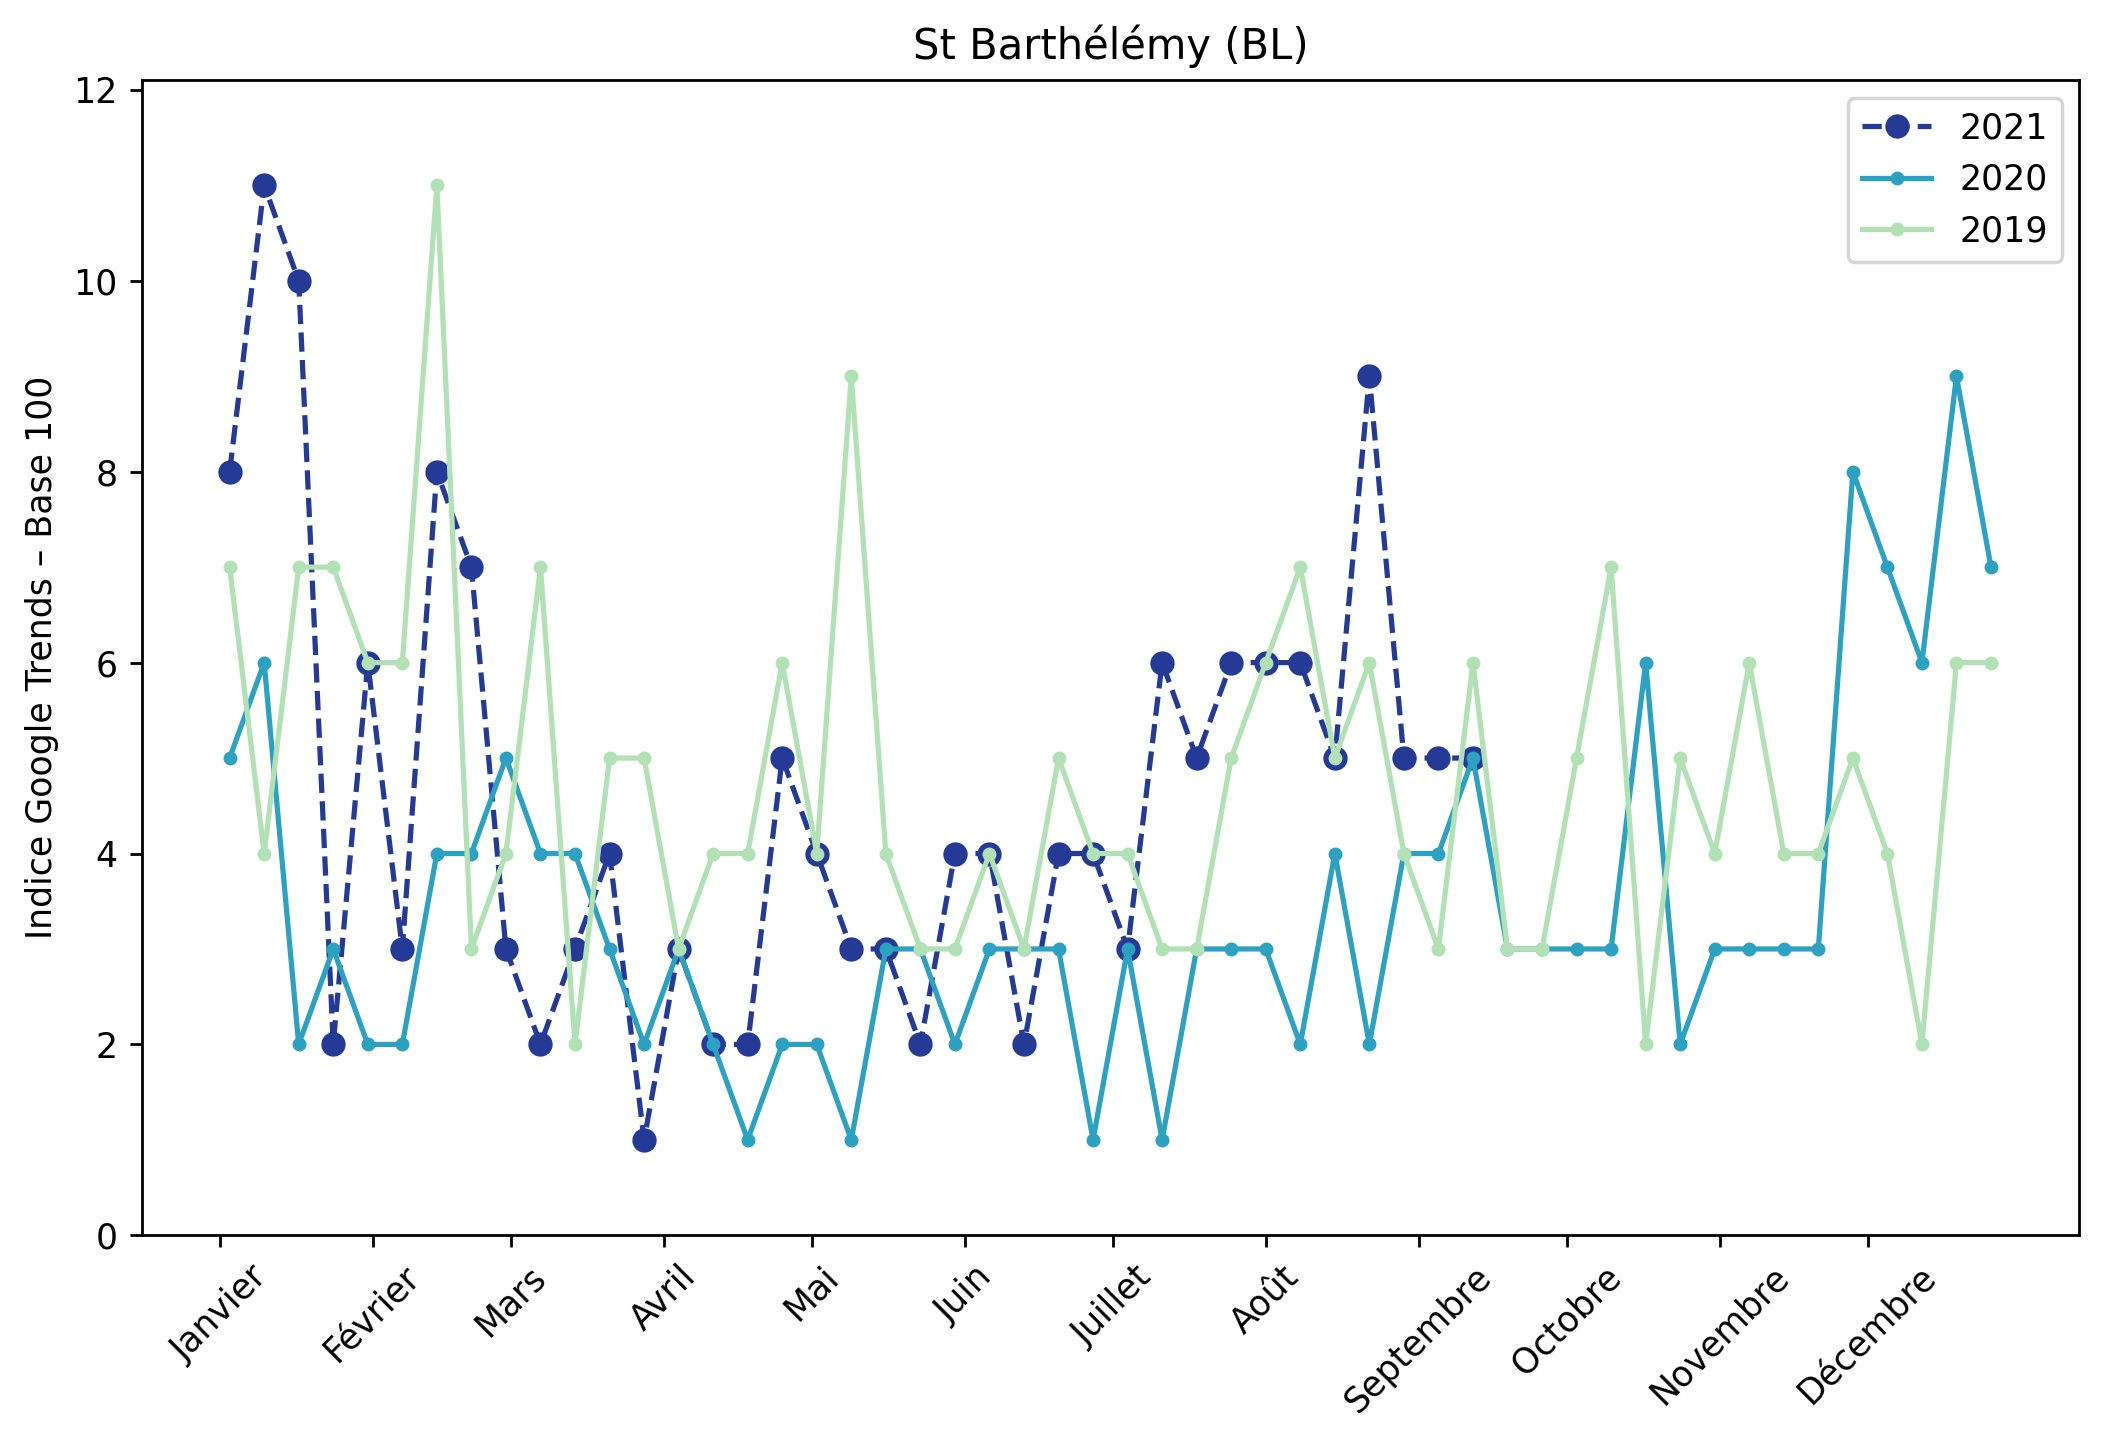 St Barthélémy (BL)
Indice Google Trends – Base 100
12
10
8
6
4
2
0
2021
2020
2019
Janvier
Février
Mars
Avril
Mai
Juin
Juillet
Août
Septembre
Octobre
Novembre
Décembre